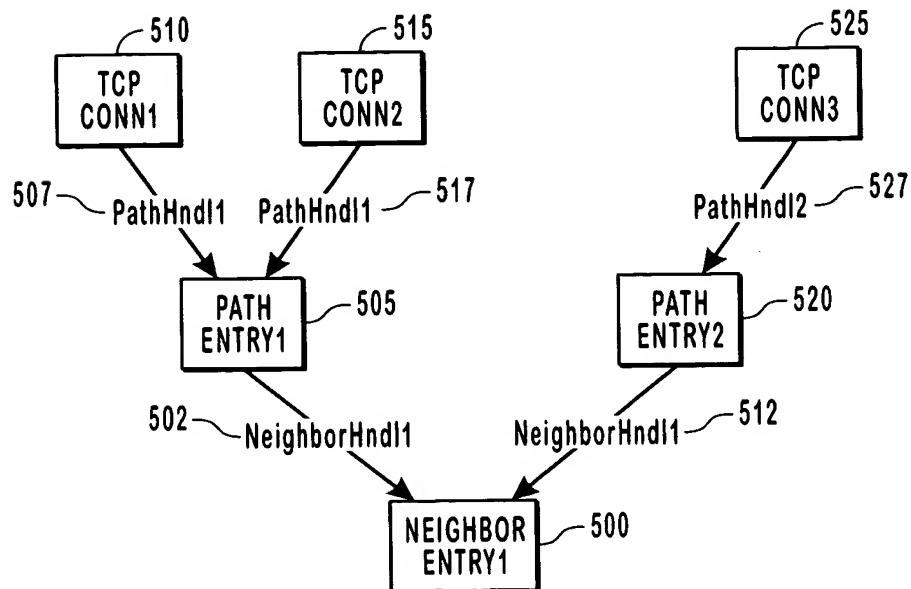 510
515
525
TCP
CONN1
TCP
CONN2
TCP
CONN3
507
PathHndl1
PathHndl1
517
PathHndl2
527
PATH
ENTRY1
505
PATH
ENTRY2
520
502
NeighborHndl1
NeighborHndl1
512
NEIGHBOR
ENTRY1
500